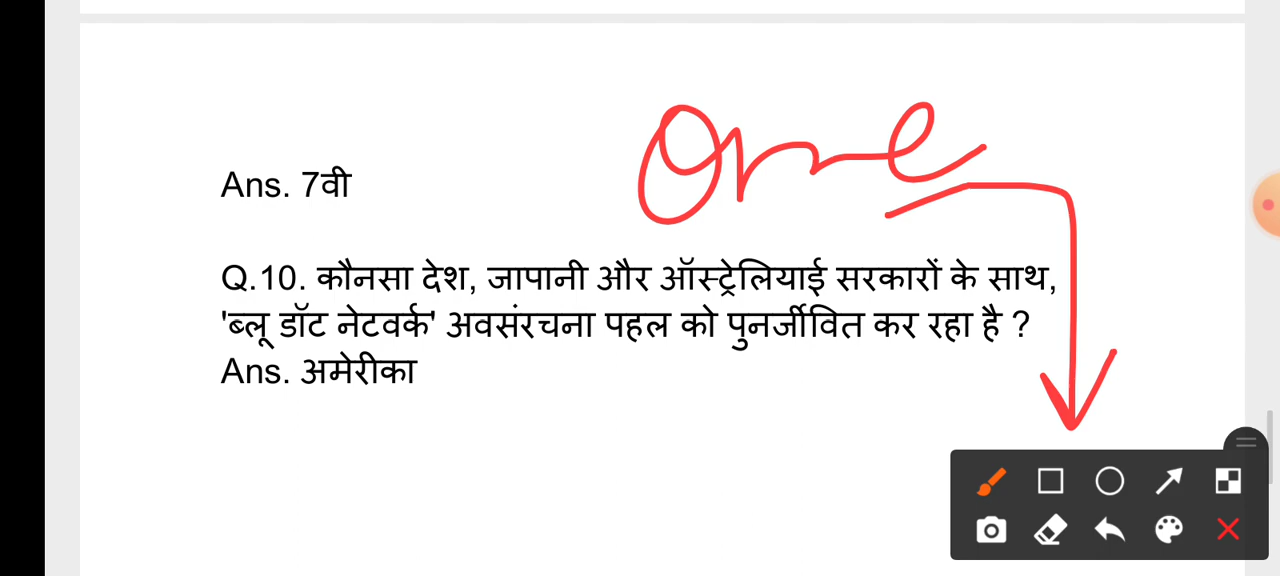 one
Ans. 7वी
Q.10. कौनसा देश, जापानी और ऑस्ट्रेलियाई सरकारों के साथ,
'ब्लू डॉट नेटवर्क' अवसंरचना पहल को पुनर्जीवित कर रहा है ?
Ans. अमेरीका